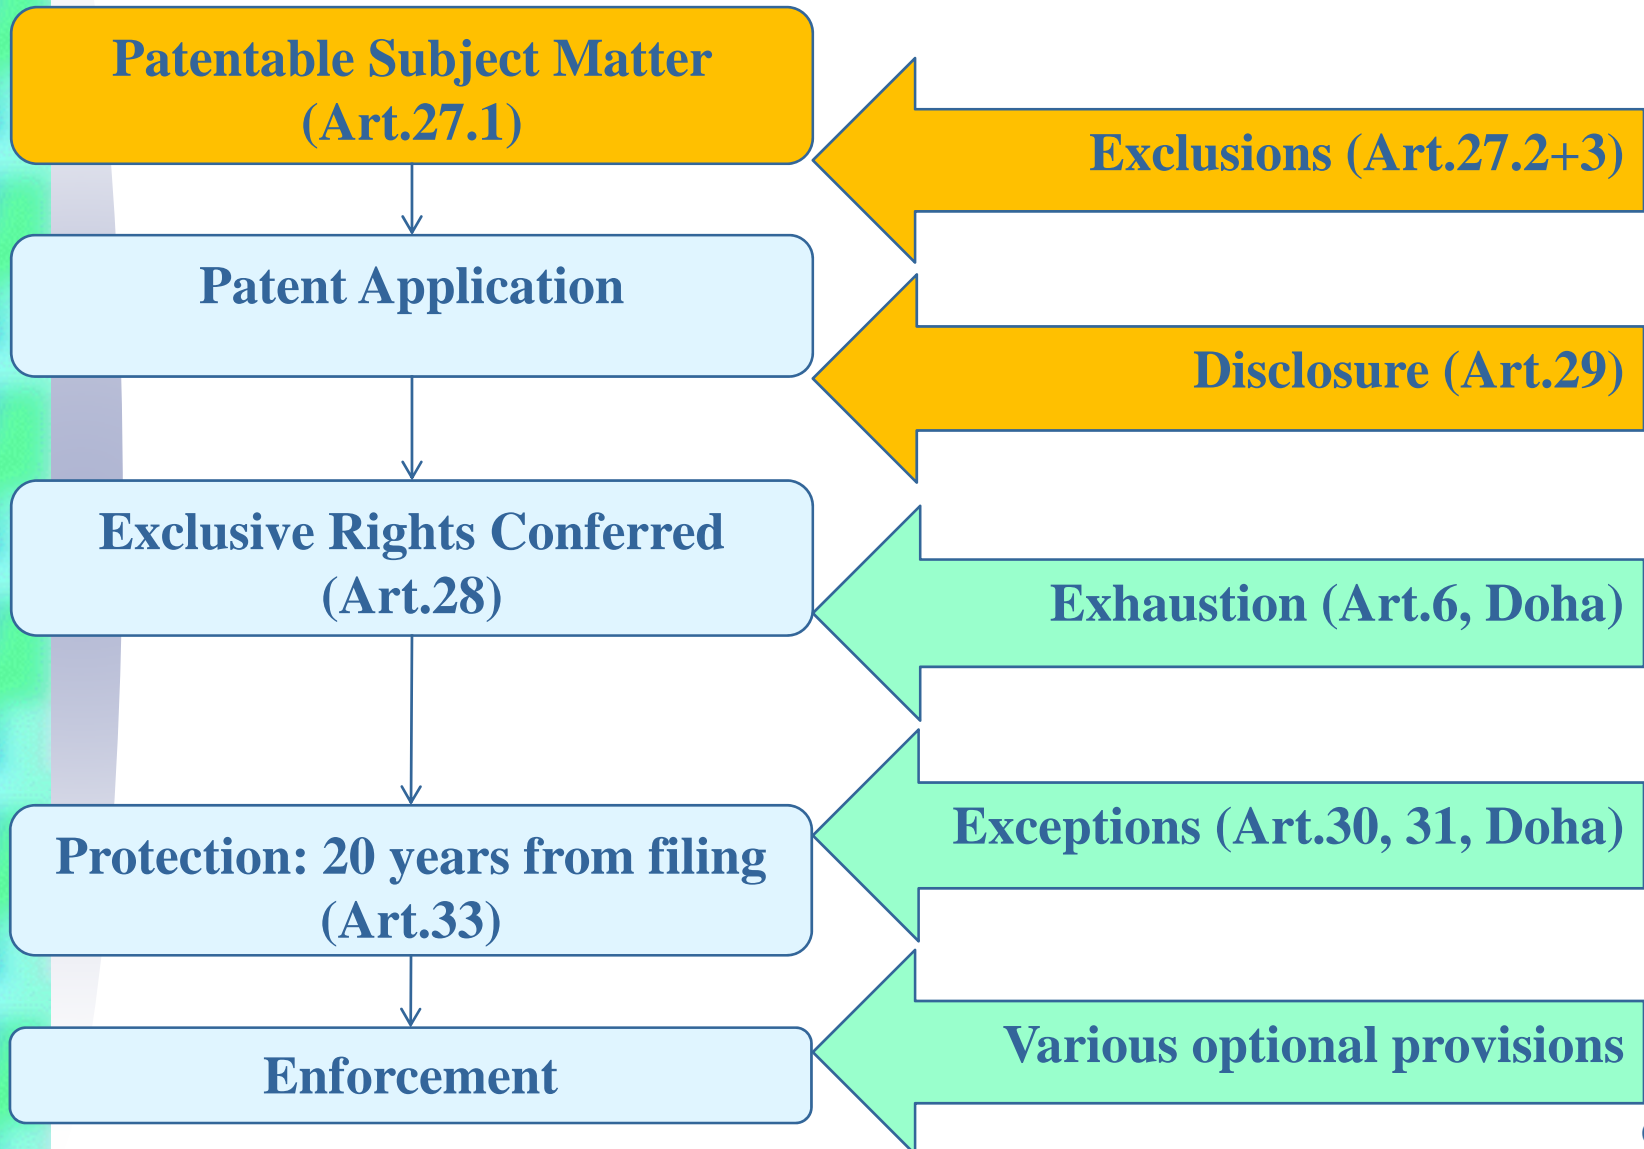 Patentable Subject Matter
(Art.27.1)
Exclusions (Art.27.2+3)
Patent Application
Disclosure (Art.29)
Exclusive Rights Conferred
(Art.28)
Exhaustion (Art.6, Doha)
Protection: 20 years from filing
(Art.33)
Exceptions (Art.30, 31, Doha)
Enforcement
Various optional provisions